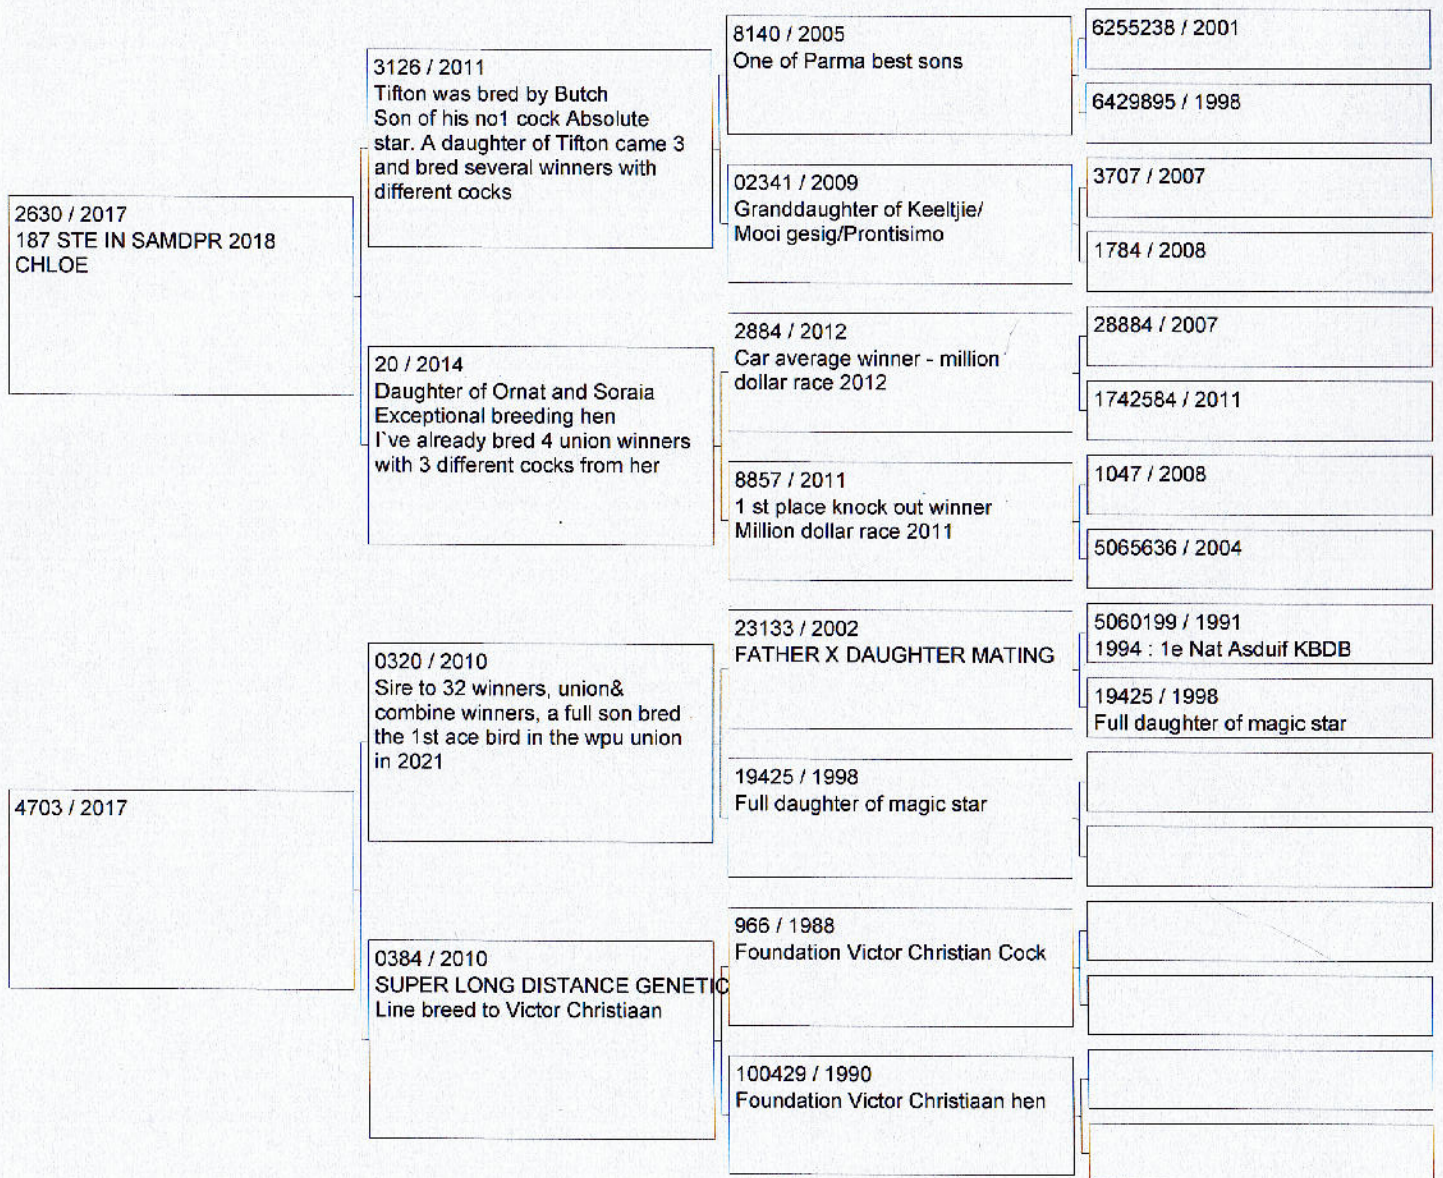 2630 / 2017
187 STE IN SAMDPR 2018
CHLOE
4703 / 2017
3126 / 2011
Tifton was bred by Butch
Son of his no1 cock Absolute
star. A daughter of Tifton came 3
and bred several winners with
different cocks
20 / 2014
Daughter of Ornat and Soraia
Exceptional breeding hen
I`ve already bred 4 union winners
with 3 different cocks from her
0320 / 2010
Sire to 32 winners, union&
combine winners, a full son bred
the 1st ace bird in the wpu union
in 2021
0384 / 2010
SUPER LONG DISTANCE GENETIC
Line breed to Victor Christiaan
8140 / 2005
One of Parma best sons
02341 / 2009
Granddaughter of Keeltjie/
Mooi gesig/Prontisimo
2884 / 2012
Car average winner - million
dollar race 2012
8857 / 2011
1 st place knock out winner
Million dollar race 2011
23133 / 2002
FATHER X DAUGHTER MATING
19425 / 1998
Full daughter of magic star
966 / 1988
Foundation Victor Christian Cock
100429 / 1990
Foundation Victor Christiaan hen
6255238 / 2001
6429895 / 1998
3707 / 2007
1784 / 2008
28884 / 2007
1742584 / 2011
1047 / 2008
5065636 / 2004
5060199 / 1991
1994 : 1e Nat Asduif KBDB
19425 / 1998
Full daughter of magic star